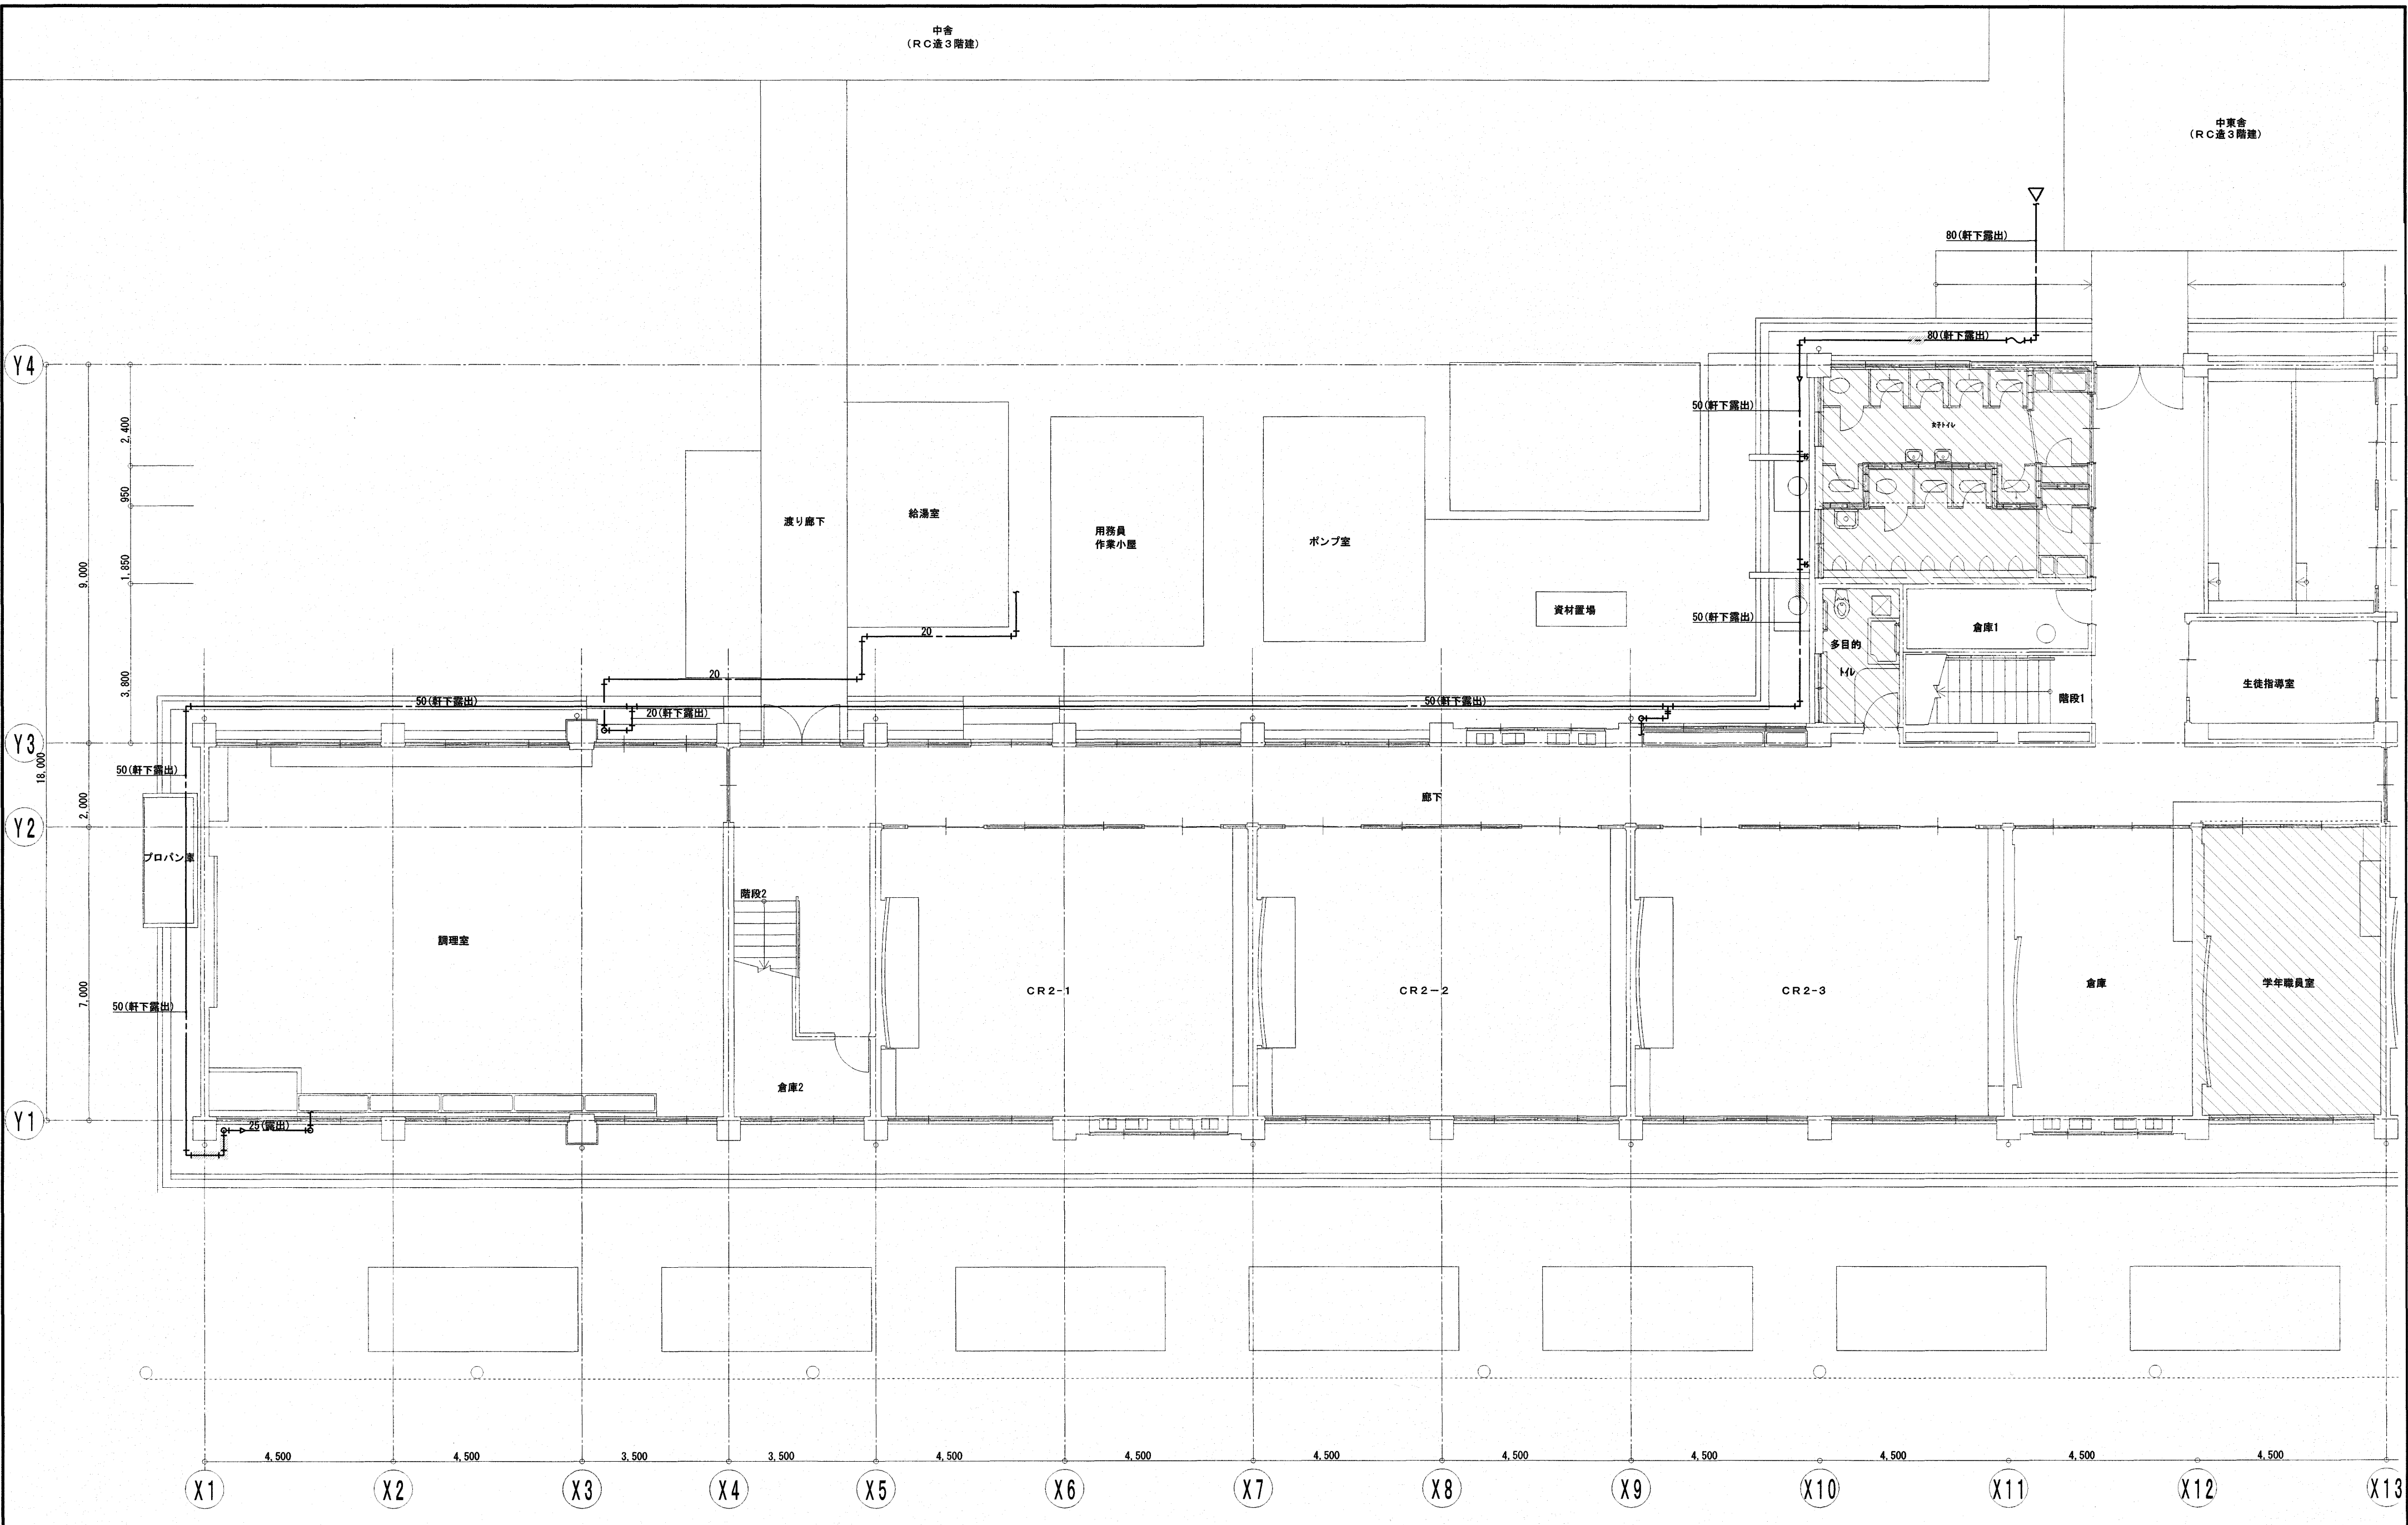 中舎
(RC造3階建)
中東舎
(RC造3階建)
80(軒下露出)
80(軒下露出)
Y4
50(軒下露出)
女子トイレ
2,400
950
1,850
9,000
3,800
渡り廊下
給湯室
用務員
作業小屋
ポンプ室
資材置場
50(軒下露出)
倉庫1
多目的
トイレ
階段1
生徒指導室
20
20
50(軒下露出)
20(軒下露出)
50(軒下露出)
Y3
18,000
50(軒下露出)
2,000
廊下
Y2
プロパン庫
階段2
調理室
7,000
50(軒下露出)
CR2-1
CR2-2
CR2-3
倉庫
学年職員室
倉庫2
Y1
25(露出)
4,500
4,500
3,500
3,500
4,500
4,500
4,500
4,500
4,500
4,500
4,500
4,500
X1
X2
X3
X4
X5
X6
X7
X8
X9
X10
X11
X12
X13